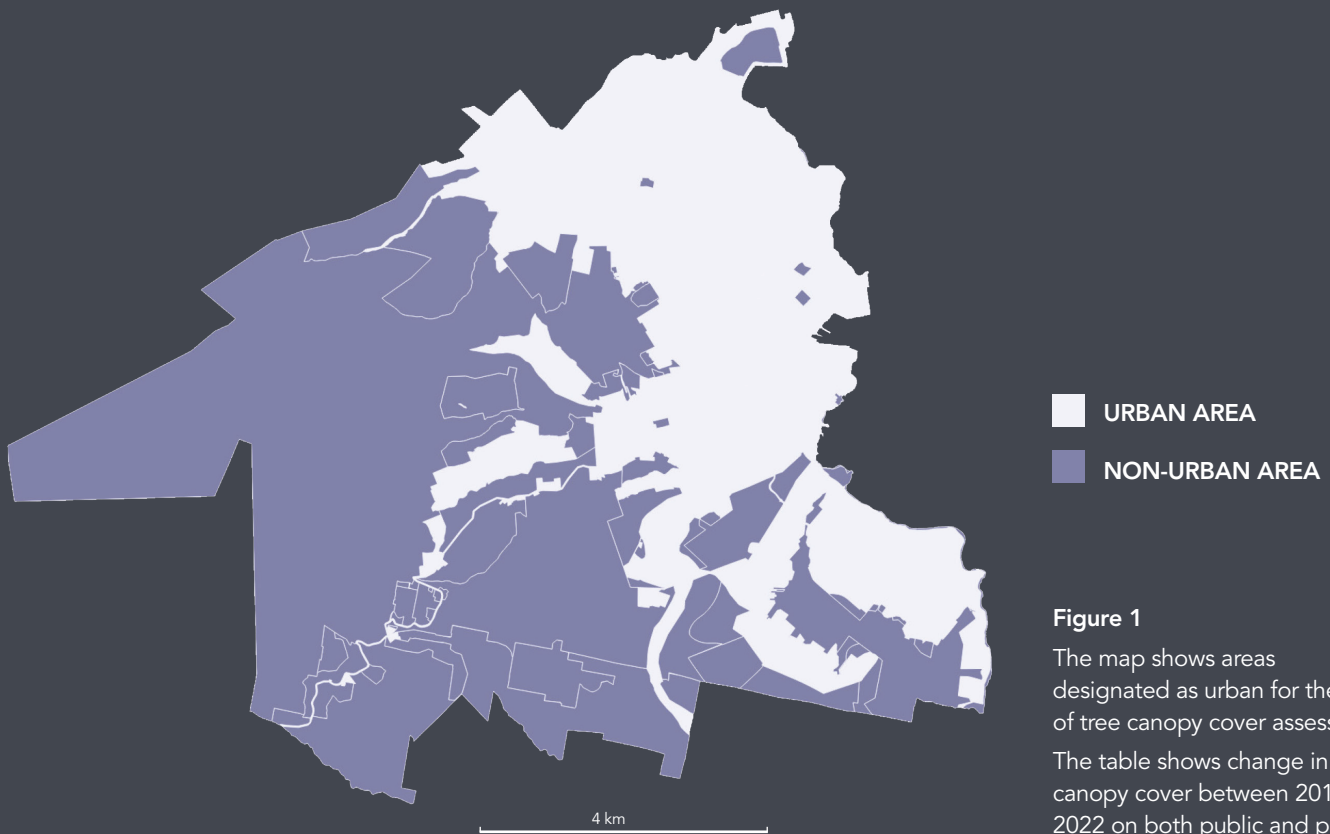 URBAN AREA
NON-URBAN AREA
Figure 1
The map shows areas
designated as urban for the
of tree canopy cover assess
The table shows change in
canopy cover between 201
2022 on both public and p
4 km